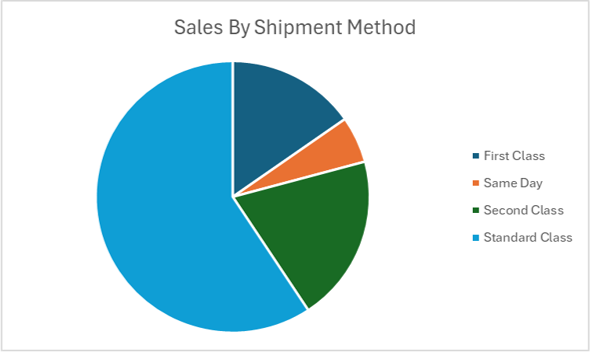 Sales By Shipment Method
First Class
Same Day
Second Class
Standard Class